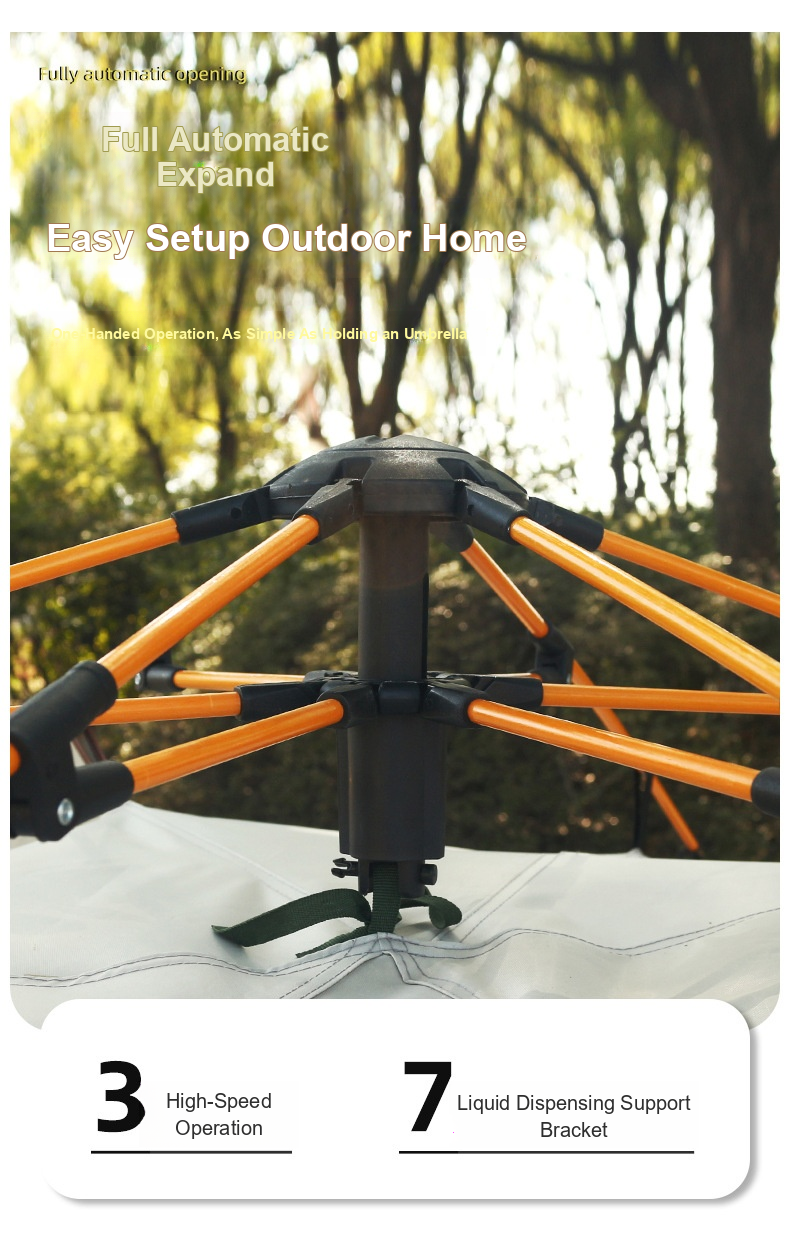 Fully automatic opening
Full Automatic
Expand
Easy Setup Outdoor Home
One Handed Operation, As Simple As Holding an Umbrella
3 High-Speed
Operation
7 Liquid Dispensing Support
Bracket